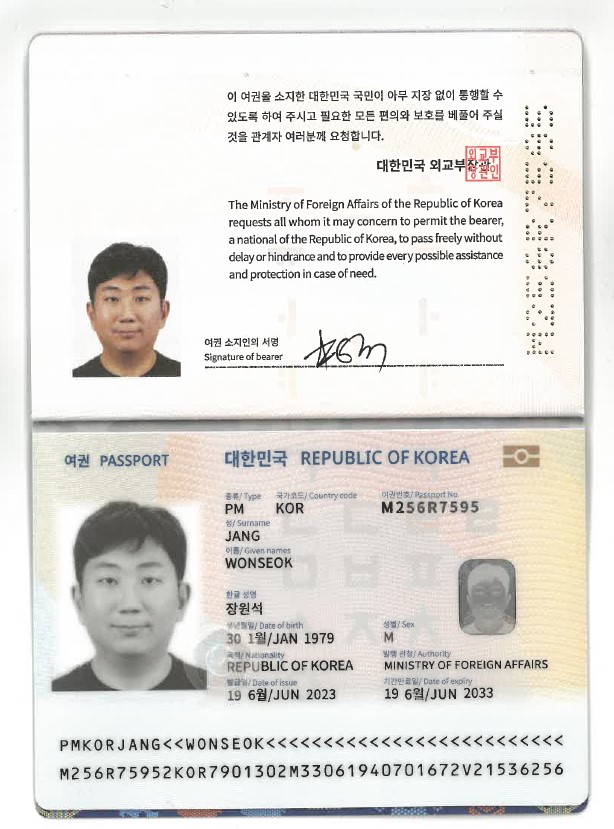 이 여권을 소지한 대한민국 국민이 아무 지장 없이 통행할 수
있도록 하여 주시고 필요한 모든 편의와 보호를 베풀어 주실
것을 관계자 여러분께 요청합니다.
대한민국 외교부장관
The Ministry of Foreign Affairs of the Republic of Korea
requests all whom it may concern to permit the bearer,
a national of the Republic of Korea, to pass freely without
delay or hindrance and to provide every possible assistance
and protection in case of need.
여권 소지인의 서명
Signature of bearer
여권 PASSPORT
대한민국 REPUBLIC OF KOREA
종류/ Type 국가코드/ Country code 여권번호/ Passport No.
PM KOR M256R7595
성/ Surname
JANG
이름/ Given names
WONSEOK
한글 성명
장원석
생년월일/ Date of birth 성별/ Sex
30 1월/JAN 1979 M
국적/ Nationality 발행 관청/ Authority
REPUBLIC OF KOREA MINISTRY OF FOREIGN AFFAIRS
발급일/ Date of issue 기간만료일/ Date of expiry
19 6월/JUN 2023 19 6월/JUN 2033
PMKORJANG<<WONSEOK<<<<<<<<<<<<<<<<<<<<<<<<<<
M256R75952KOR7901302M33061940701672V21536256